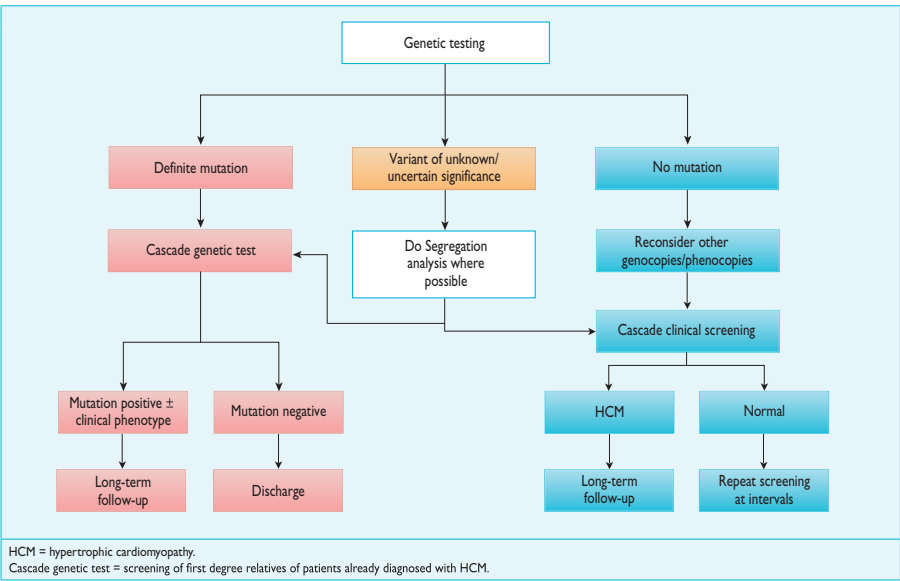 Genetic testing
Definite mutation
Variant of unknown/
uncertain significance
No mutation
Cascade genetic test
Do Segregation
analysis where
possible
Reconsider other
genocopies/phenocopies
Cascade clinical screening
Mutation positive ±
clinical phenotype
Mutation negative
HCM
Normal
Long-term
follow-up
Discharge
Long-term
follow-up
Repeat screening
at intervals
HCM = hypertrophic cardiomyopathy.
Cascade genetic test = screening of first degree relatives of patients already diagnosed with HCM.